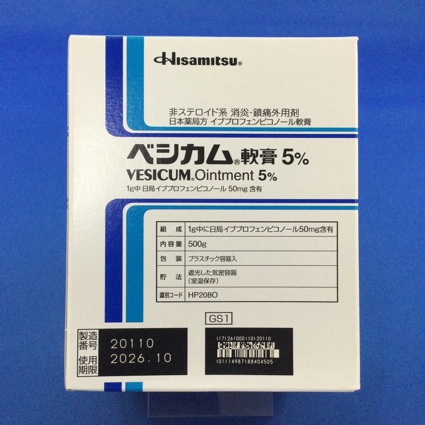 Hisamitsu®
非ステロイド系 消炎・鎮痛外用剤
日本薬局方 イブプロフェンピコノール軟膏
ベシカム®軟膏 5%
VESICUM®Ointment 5%
1g中 日局イブプロフェンピコノール 50mg 含有
組成 1g中に日局イブプロフェンピコノール50mg含有
内容量 500g
包装 プラスチック容器入
貯法 遮光した気密容器
(室温保存)
識別コード HP208O
GS1
製造番号 20110
使用期限 2026.10
(17)261000(10)20110
(01)14987188404505